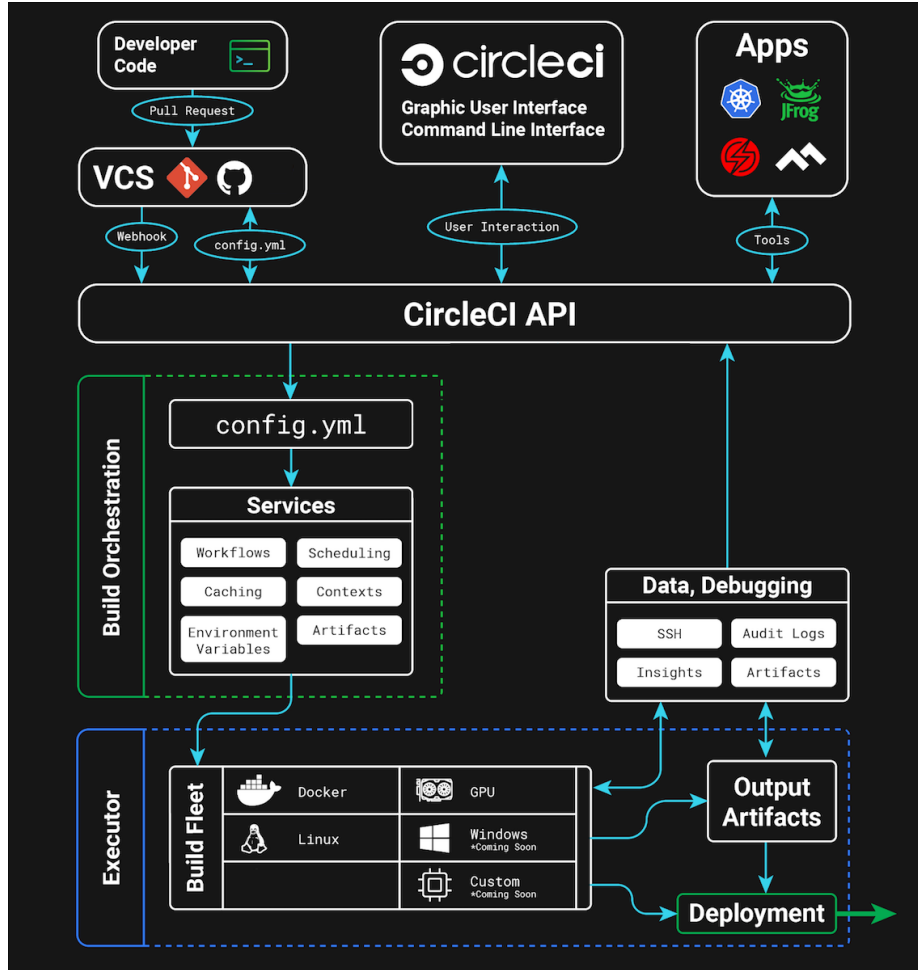 Developer
Code
>_
Pull Request
VCS
Webhook
config.yml
circleci
Graphic User Interface
Command Line Interface
User Interaction
Apps
JFrog
Tools
CircleCI API
Build Orchestration
config.yml
Services
Workflows
Scheduling
Caching
Contexts
Environment
Variables
Artifacts
Data, Debugging
SSH
Audit Logs
Insights
Artifacts
Executor
Build Fleet
Docker
GPU
Linux
Windows
*Coming Soon
Custom
*Coming Soon
Output
Artifacts
Deployment